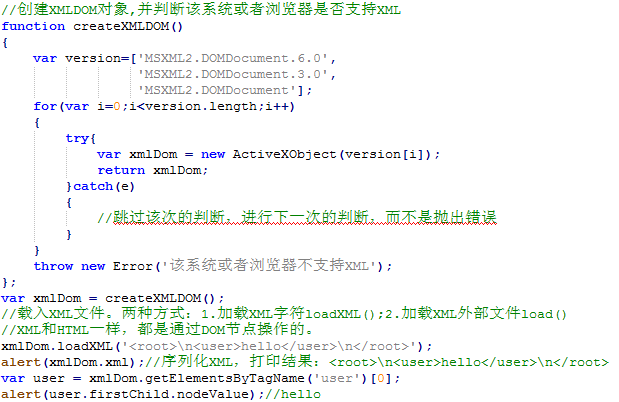 //创建XMLDOM对象,并判断该系统或者浏览器是否支持XML
function createXMLDOM()
{
    var version=['MSXML2.DOMDocument.6.0',
                 'MSXML2.DOMDocument.3.0',
                 'MSXML2.DOMDocument'];
    for(var i=0;i<version.length;i++)
    {
        try{
            var xmlDom = new ActiveXObject(version[i]);
            return xmlDom;
        }catch(e)
        {
            //跳过该次的判断，进行下一次的判断，而不是抛出错误
        }
    }
    throw new Error('该系统或者浏览器不支持XML');
};
var xmlDom = createXMLDOM();
//载入XML文件。两种方式：1.加载XML字符loadXML();2.加载XML外部文件load()
//XML和HTML一样，都是通过DOM节点操作的。
xmlDom.loadXML('<root>\n<user>hello</user>\n</root>');
alert(xmlDom.xml);//序列化XML，打印结果：<root>\n<user>hello</user>\n</root>
var user = xmlDom.getElementsByTagName('user')[0];
alert(user.firstChild.nodeValue);//hello